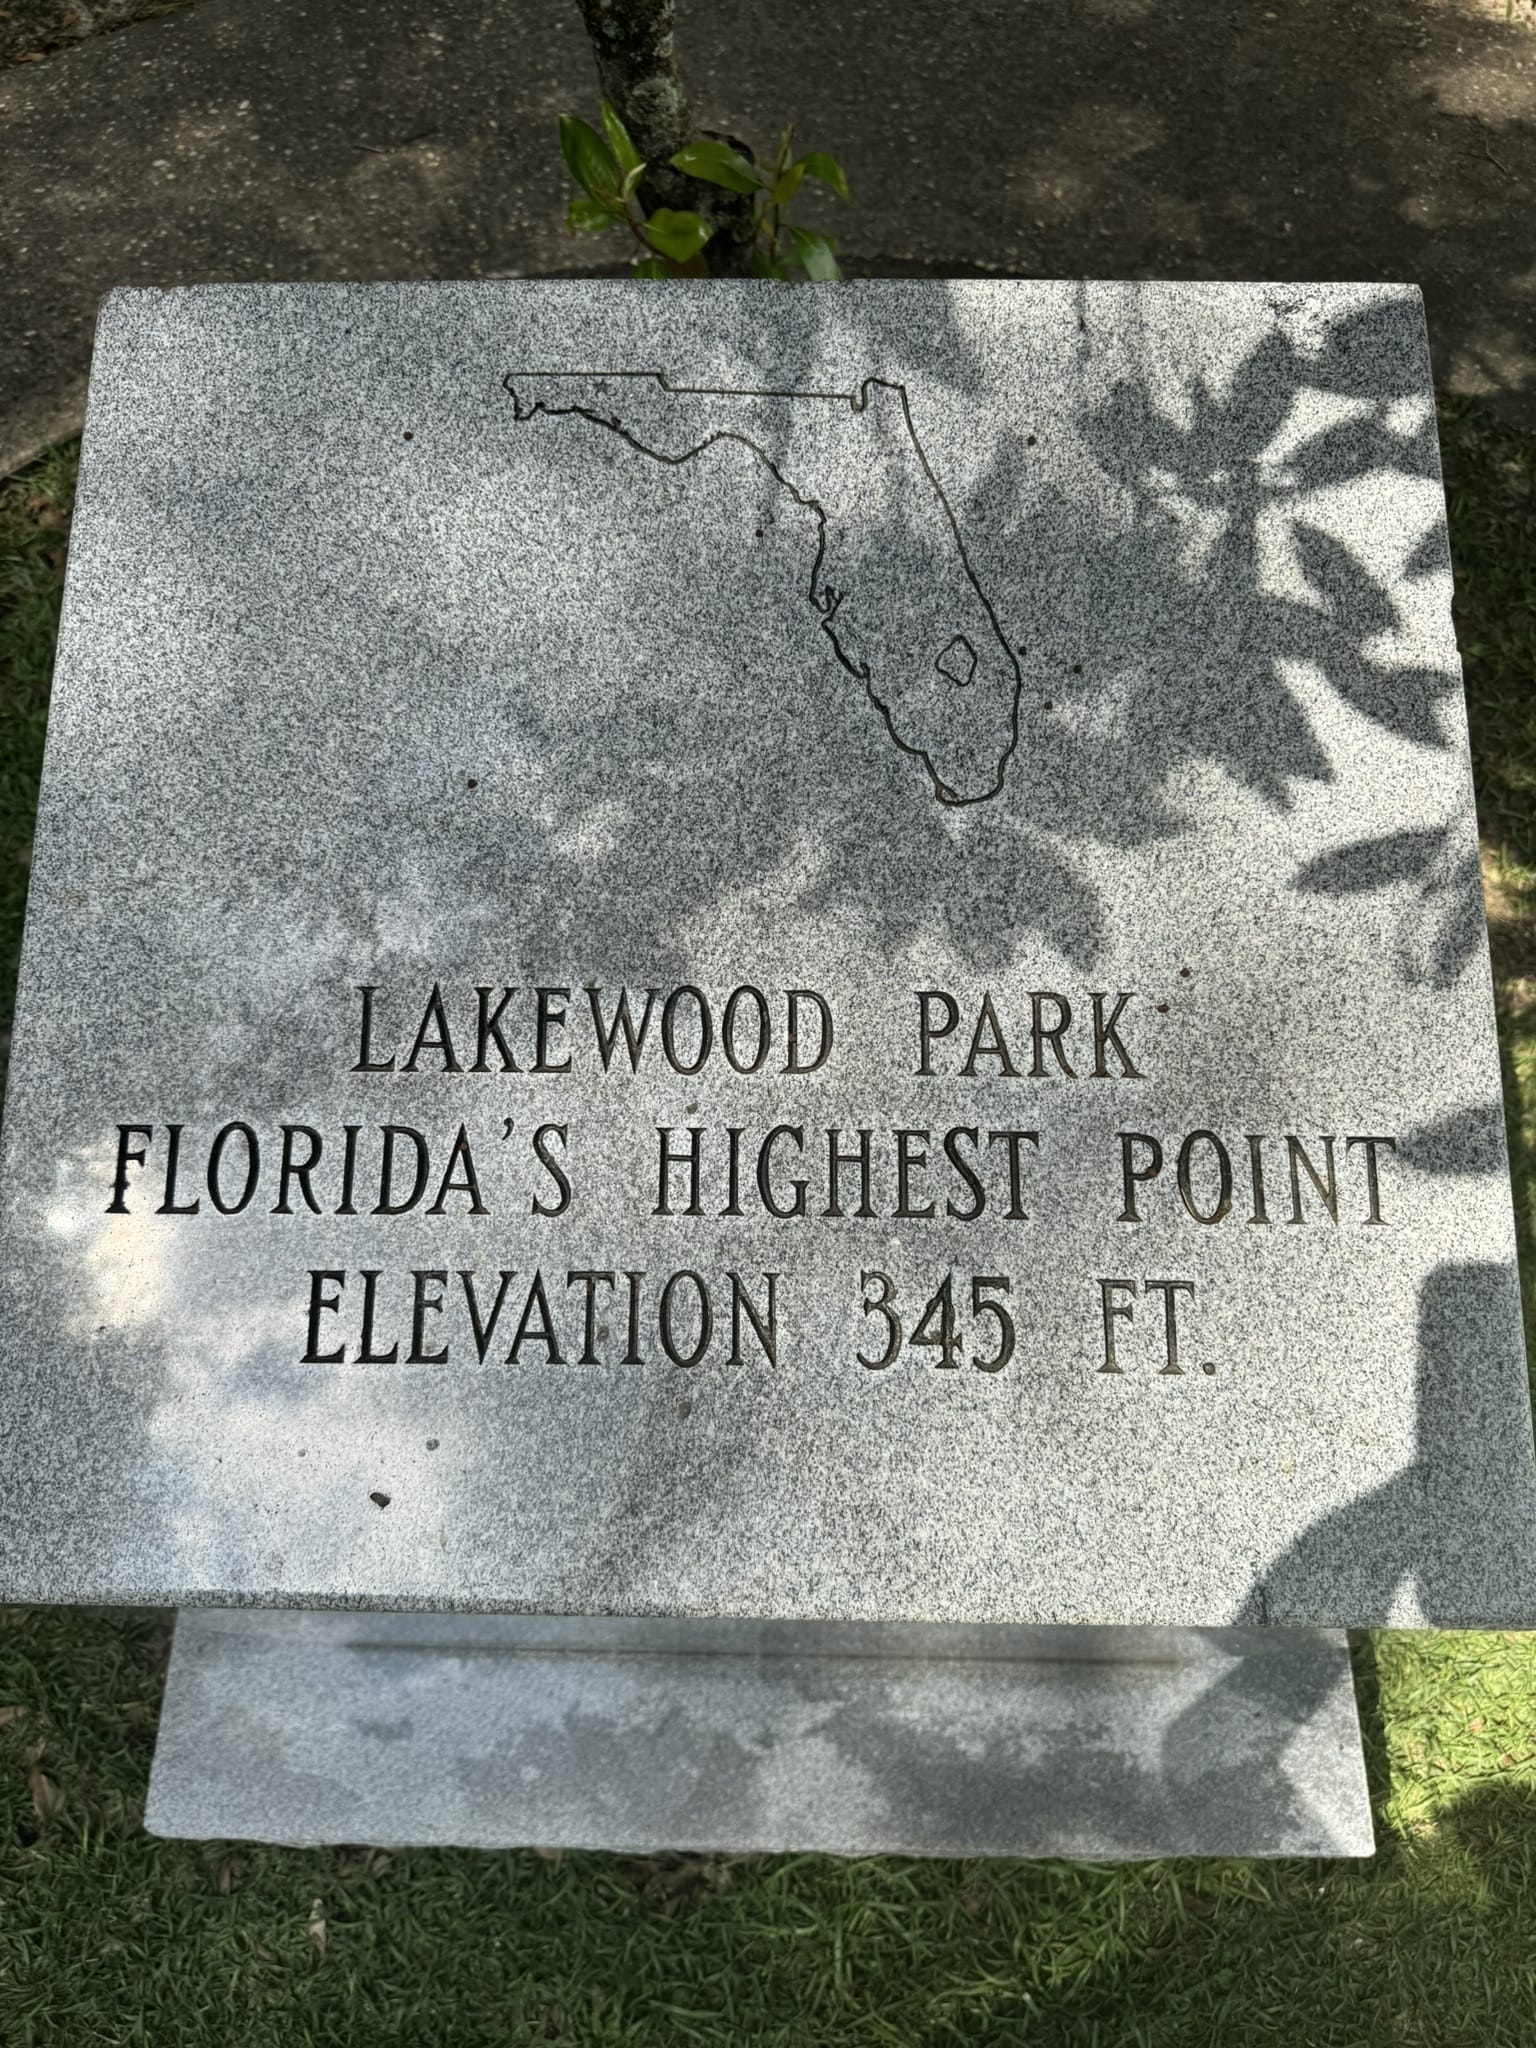 LAKEWOOD PARK
FLORIDA'S HIGHEST POINT
ELEVATION 345 FT.